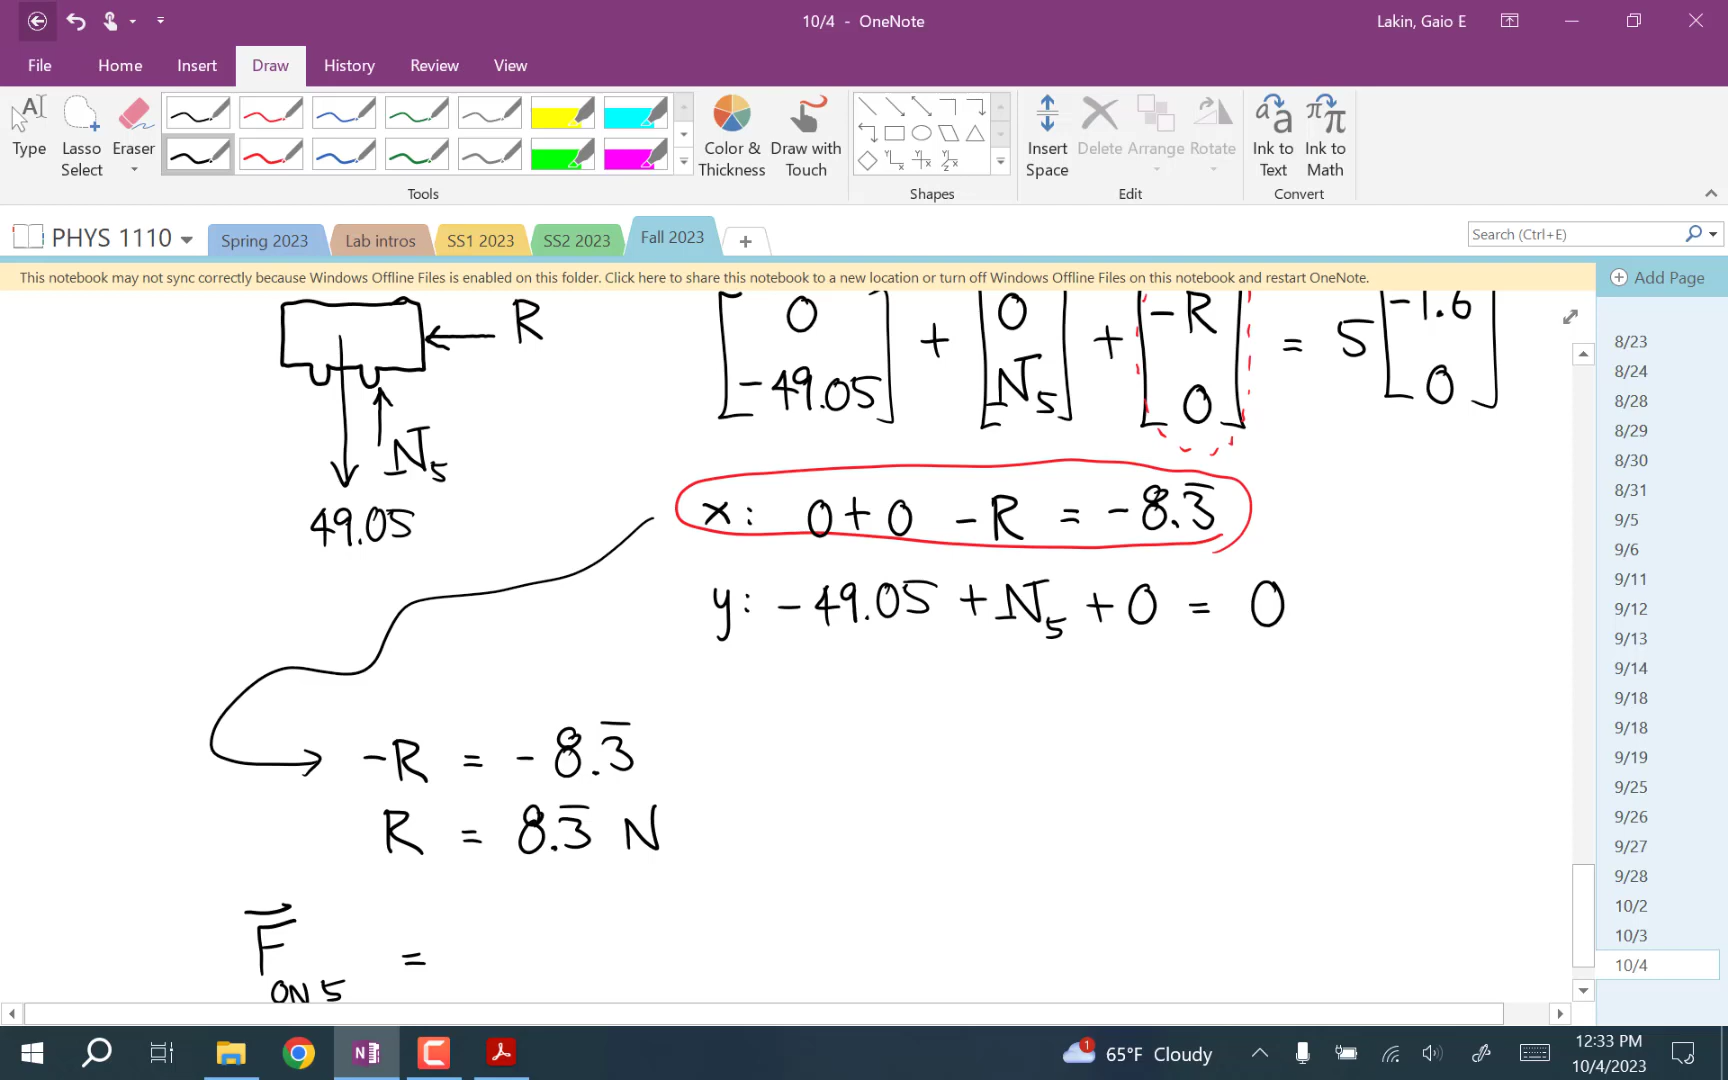 10/4 - OneNote
Lakin, Gaio E
File Home Insert Draw History Review View
Type
Lasso Select
Eraser
Color & Thickness
Draw with Touch
Insert Space
Delete Arrange Rotate
Ink to Text
Ink to Math
Tools Shapes Edit Convert
PHYS 1110
Spring 2023 Lab intros SS1 2023 SS2 2023 Fall 2023
Search (Ctrl+E)
This notebook may not sync correctly because Windows Offline Files is enabled on this folder. Click here to share this notebook to a new location or turn off Windows Offline Files on this notebook and restart OneNote.
Add Page
8/23
8/24
8/28
8/29
8/30
8/31
9/5
9/6
9/11
9/12
9/13
9/14
9/18
9/18
9/19
9/25
9/26
9/27
9/28
10/2
10/3
10/4
R
N₅
49.05
[0 -49.05] + [0 N₅] + [-R 0] = 5 [-1.6 0]
x: 0 + 0 - R = -8.3̅
y: -49.05 + N₅ + 0 = 0
-R = -8.3̅
R = 8.3̅ N
F⃗ ON 5 =
1
65°F Cloudy
12:33 PM
10/4/2023